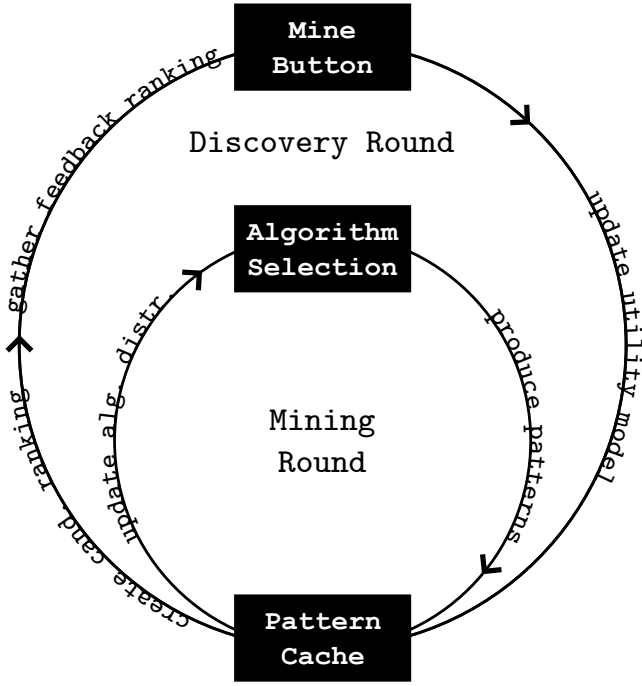 Mine
Button
Discovery Round
gather feedback ranking
update utility model
Algorithm
Selection
update alg. distr.
produce patterns
Mining
Round
create cand. ranking
Pattern
Cache